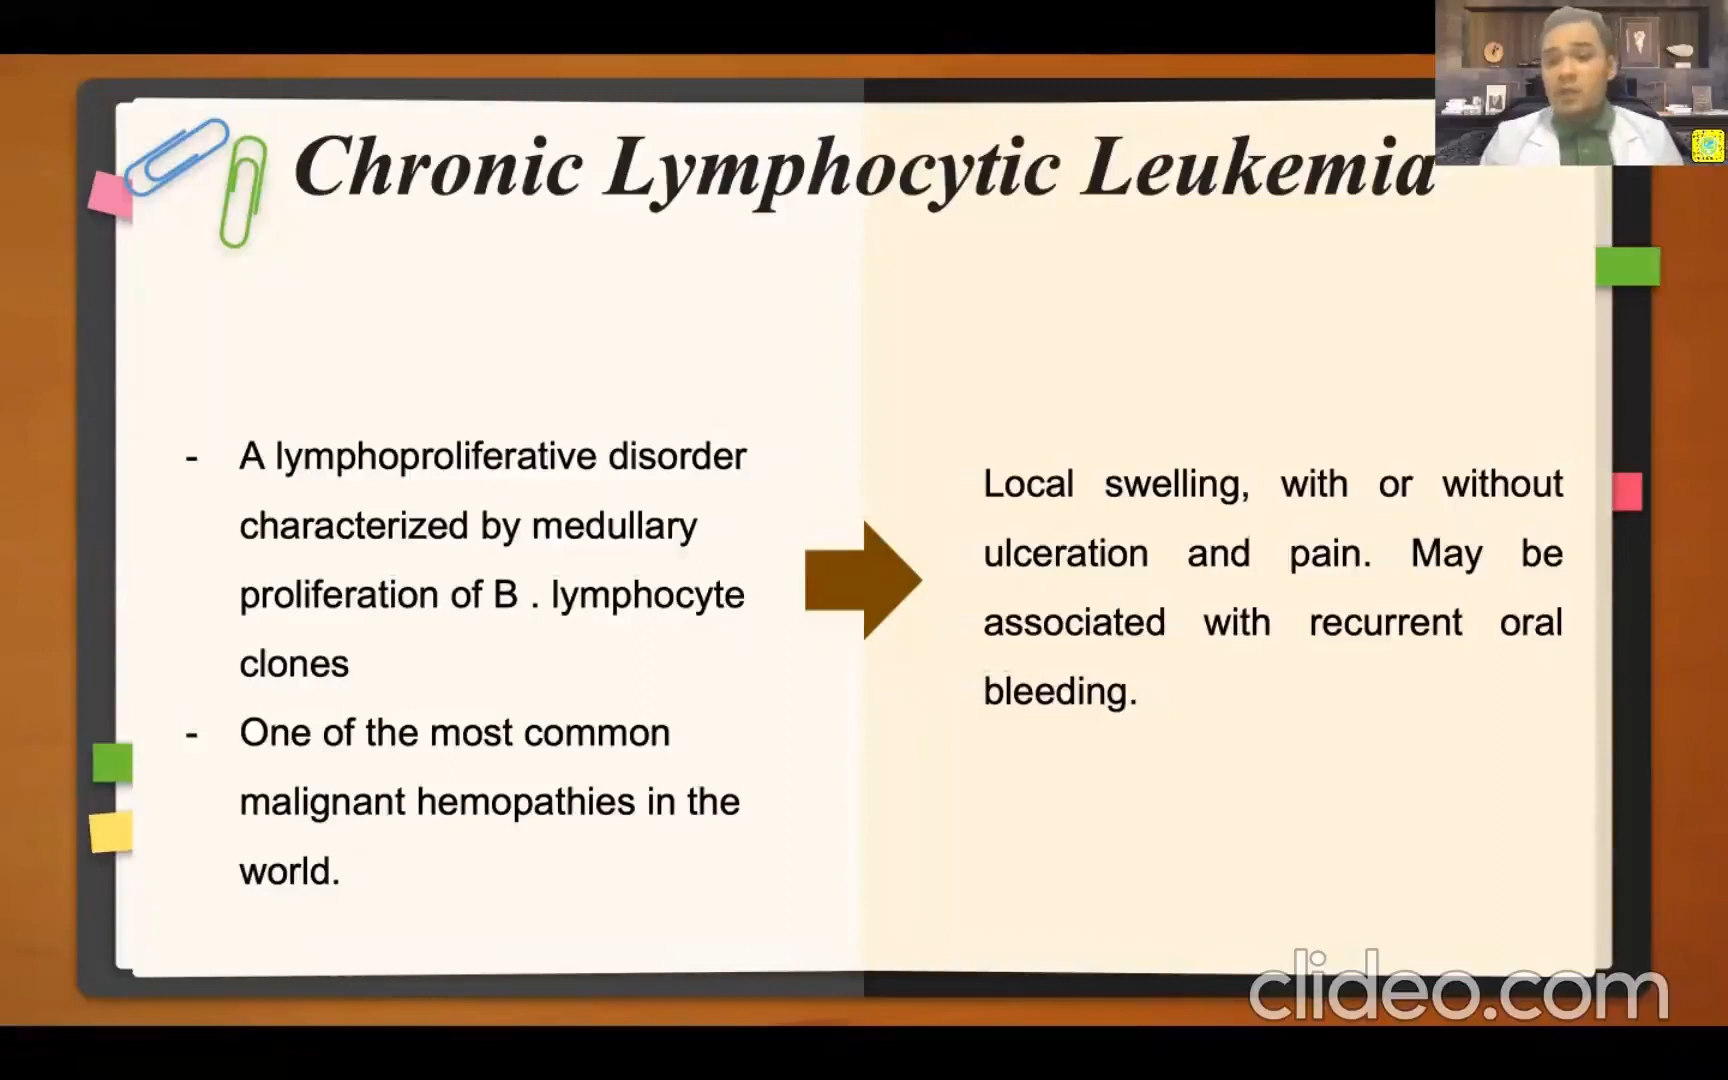 Chronic Lymphocytic Leukemia
- A lymphoproliferative disorder
characterized by medullary
proliferation of B . lymphocyte
clones
- One of the most common
malignant hemopathies in the
world.
Local swelling, with or without
ulceration and pain. May be
associated with recurrent oral
bleeding.
clideo.com